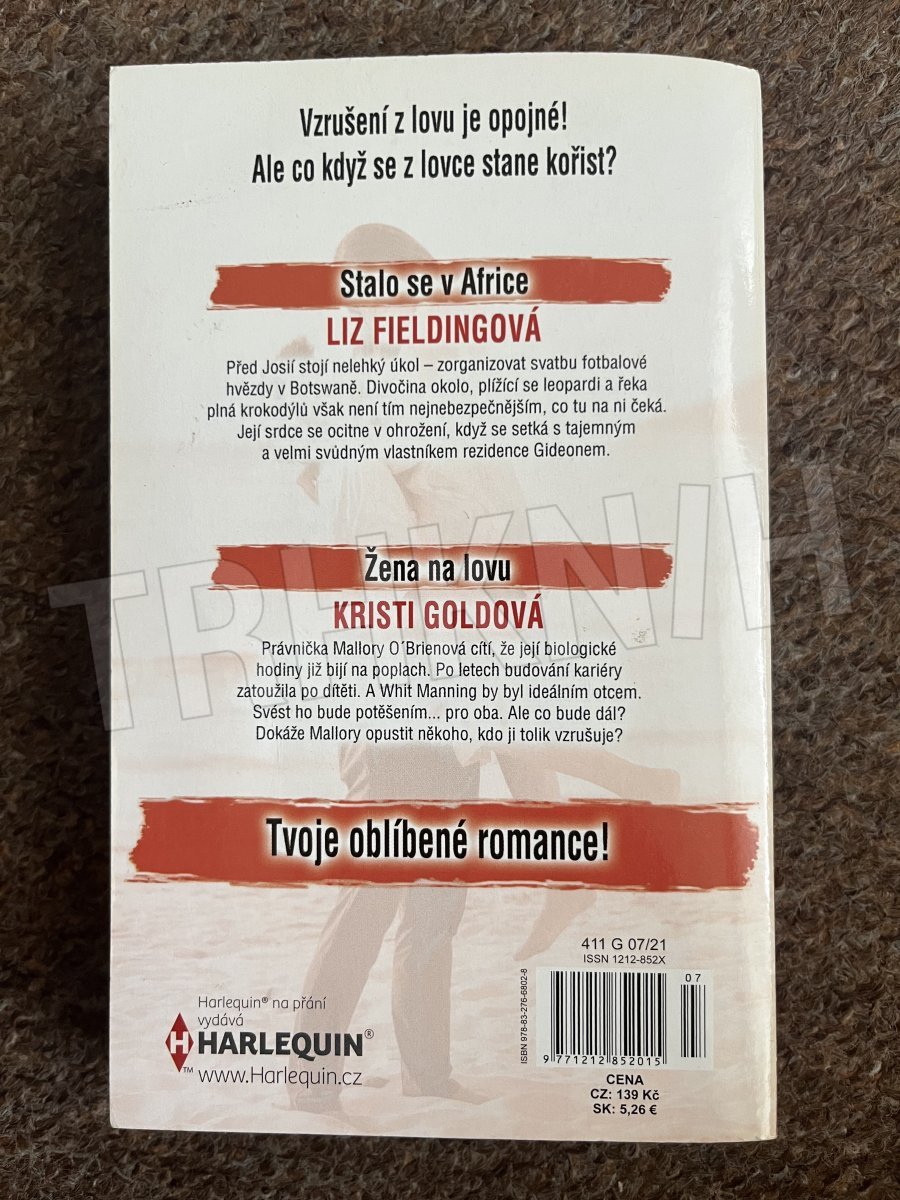 Vzrušení z lovu je opojné!
Ale co když se z lovce stane kořist?
Stalo se v Africe
LIZ FIELDINGOVÁ
Před Josií stojí nelehký úkol – zorganizovat svatbu fotbalové
hvězdy v Botswaně. Divočina okolo, plížící se leopardi a řeka
plná krokodýlů však není tím nejnebezpečnějším, co tu na ni čeká.
Její srdce se ocitne v ohrožení, když se setká s tajemným
a velmi svůdným vlastníkem rezidence Gideonem.
Žena na lovu
KRISTI GOLDOVÁ
Právnička Mallory O´Brienová cítí, že její biologické
hodiny již bijí na poplach. Po letech budování kariéry
zatoužila po dítěti. A Whit Manning by byl ideálním otcem.
Svést ho bude potěšením... pro oba. Ale co bude dál?
Dokáže Mallory opustit někoho, kdo ji tolik vzrušuje?
TRHKNIH
Tvoje oblíbené romance!
411 G 07/21
ISSN 1212-852X
07
ISBN 978-83-276-6802-8
9 771212 852015
CENA
CZ: 139 Kč
SK: 5,26 €
Harlequin® na přání
vydává
H HARLEQUIN®
™ www.Harlequin.cz